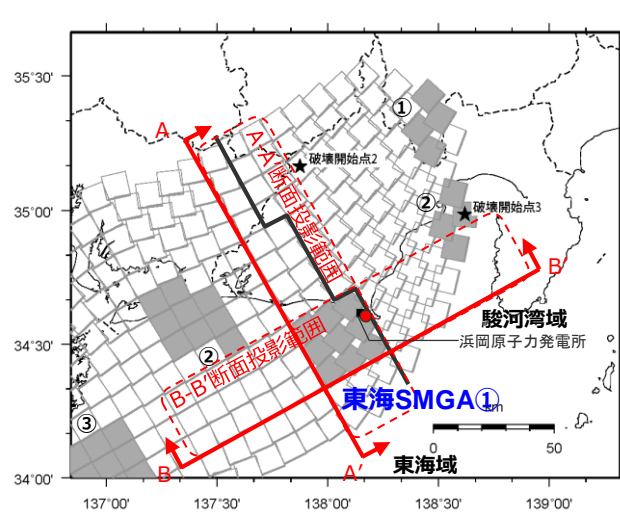 35°30'
35°00'
34°30'
34°00'
137°00'
137°30'
138°00'
138°30'
139°00'
A
A-A'断面投影範囲
①
破壊開始点2
②
破壊開始点3
B'
駿河湾域
浜岡原子力発電所
B-B'断面投影範囲
②
③
東海SMGA①
km
0
50
東海域
B
A'